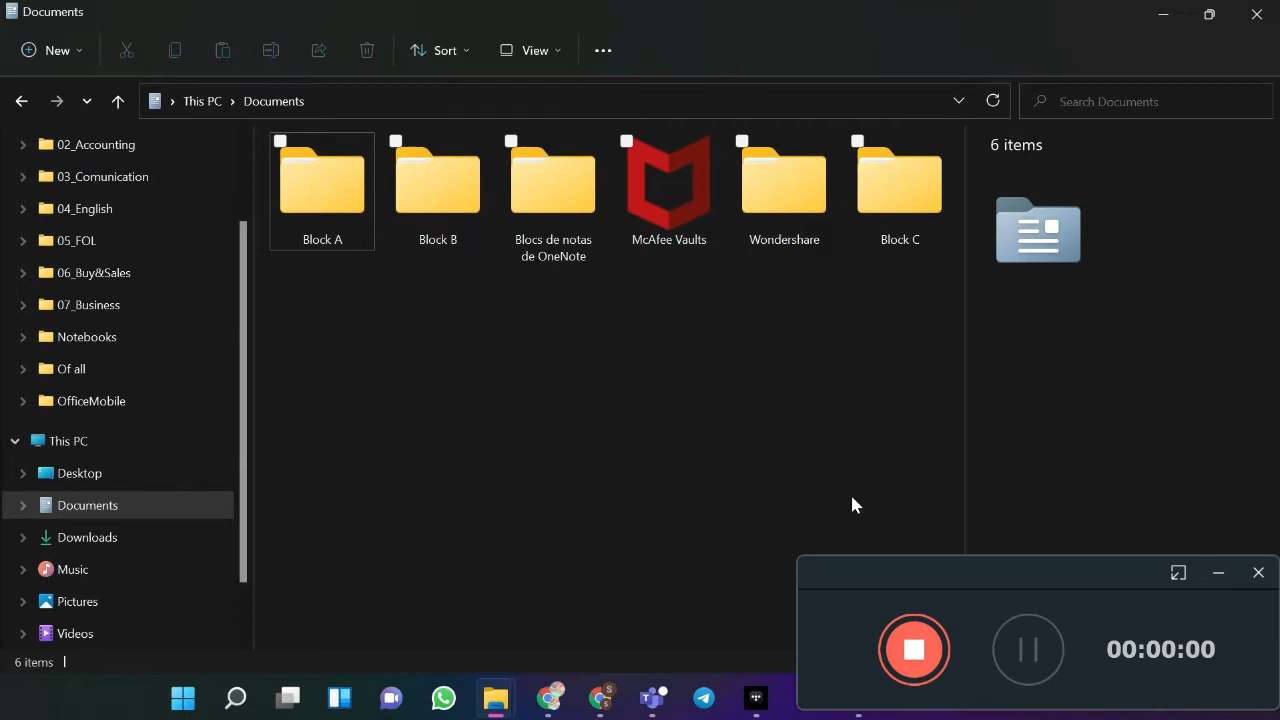 Documents
New
Sort
View
This PC
Documents
Search Documents
02_Accounting
03_Comunication
04_English
05_FOL
06_Buy&Sales
07_Business
Notebooks
Of all
OfficeMobile
This PC
Desktop
Documents
Downloads
Music
Pictures
Videos
Block A
Block B
Blocs de notas
de OneNote
McAfee Vaults
Wondershare
Block C
6 items
6 items
00:00:00